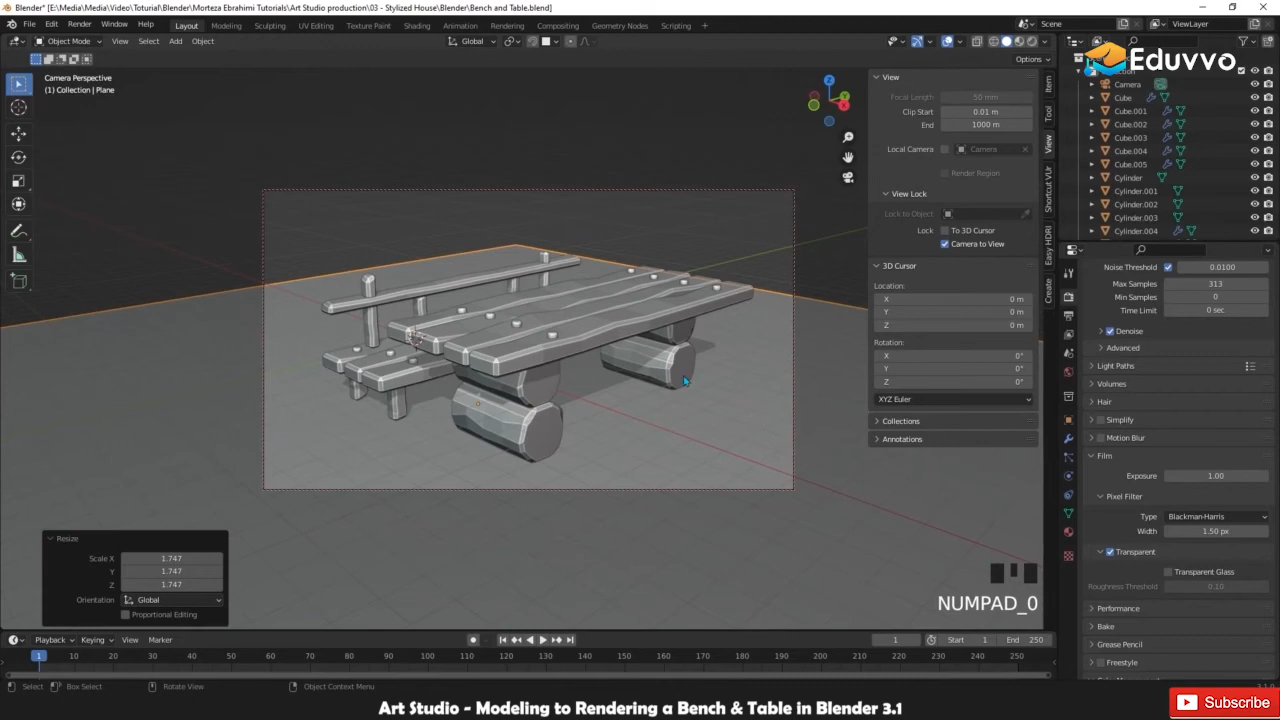 Blender* [D:\Media\Media\Video\Toturial\Blender\Morteza Ebrahimi Tutorials\Art Studio production\03 - Stylized House\Blender\Bench and Table.blend]
File Edit Render Window Help Layout Modeling Sculpting UV Editing Texture Paint Shading Animation Rendering Compositing Geometry Nodes Scripting Scene ViewLayer
Object Mode View Select Add Object Global
Options
Eduvvo
Camera Perspective
(1) Collection | Plane
View
Focal Length 50 mm
Clip Start 0.01 m
End 1000 m
Local Camera Camera
Render Region
View Lock
Lock to Object
Lock To 3D Cursor
Camera to View
3D Cursor
Location:
X 0 m
Y 0 m
Z 0 m
Rotation:
X 0°
Y 0°
Z 0°
XYZ Euler
Collections
Annotations
Item
Tool
View
Shortcut VUr
Easy HDRI
Create
Camera
Cube
Cube.001
Cube.002
Cube.003
Cube.004
Cube.005
Cylinder
Cylinder.001
Cylinder.002
Cylinder.003
Cylinder.004
Noise Threshold 0.0100
Max Samples 313
Min Samples 0
Time Limit 0 sec
Denoise
Advanced
Light Paths
Volumes
Hair
Simplify
Motion Blur
Film
Exposure 1.00
Pixel Filter
Type Blackman-Harris
Width 1.50 px
Transparent
Transparent Glass
Roughness Threshold 0.10
Performance
Bake
Grease Pencil
Freestyle
Resize
Scale X 1.747
Y 1.747
Z 1.747
Orientation Global
Proportional Editing
NUMPAD_0
Playback Keying View Marker 1 Start 1 End 250
1 10 20 30 40 50 60 70 80 90 100 110 120 130 140 150 160 170 180 190 200 210 220 230 240 250
Select Box Select Rotate View Object Context Menu
Art Studio - Modeling to Rendering a Bench & Table in Blender 3.1
Subscribe